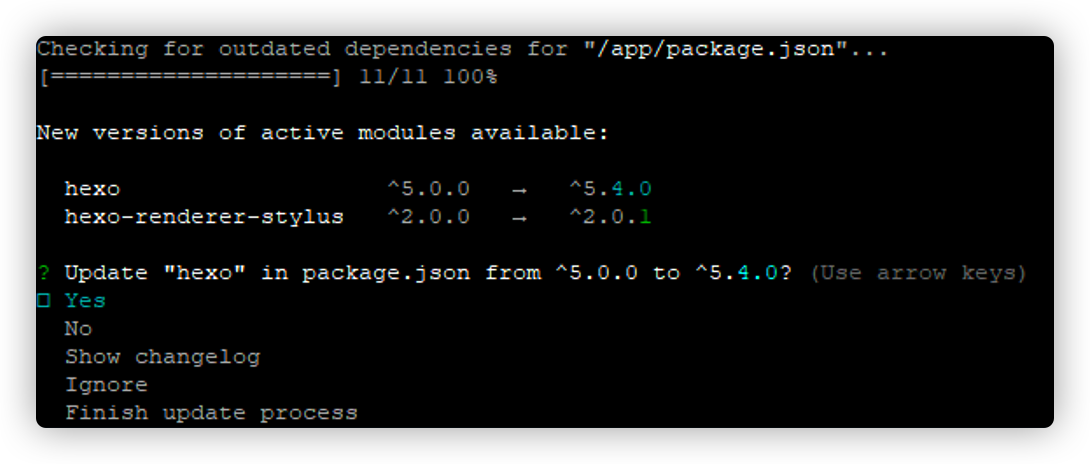 Checking for outdated dependencies for "/app/package.json"...
[====================] 11/11 100%
New versions of active modules available:
hexo ^5.0.0 → ^5.4.0
hexo-renderer-stylus ^2.0.0 → ^2.0.1
? Update "hexo" in package.json from ^5.0.0 to ^5.4.0? (Use arrow keys)
□ Yes
No
Show changelog
Ignore
Finish update process